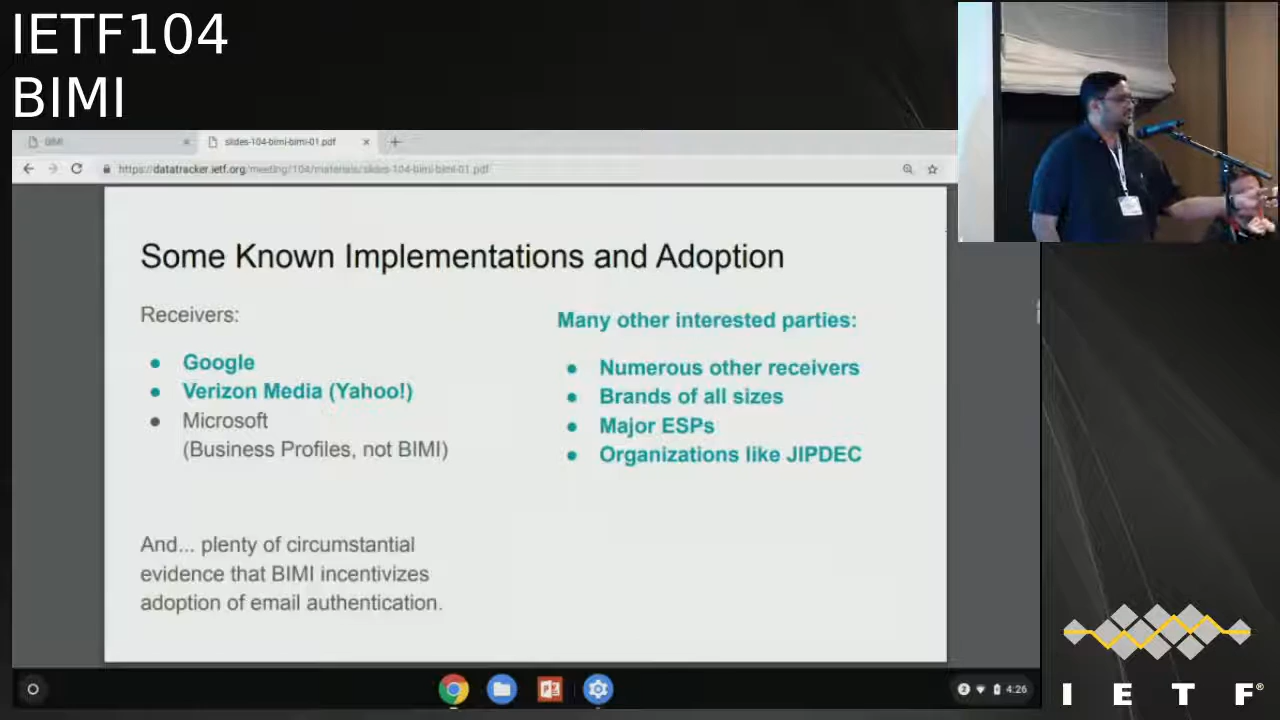 IETF104
BIMI
BIMI
slides-104-bimi-bimi-01.pdf
https://datatracker.ietf.org/meeting/104/materials/slides-104-bimi-bimi-01.pdf
Some Known Implementations and Adoption
Receivers:
Google
Verizon Media (Yahoo!)
Microsoft
(Business Profiles, not BIMI)
And... plenty of circumstantial
evidence that BIMI incentivizes
adoption of email authentication.
Many other interested parties:
Numerous other receivers
Brands of all sizes
Major ESPs
Organizations like JIPDEC
2
4:26
I E T F®